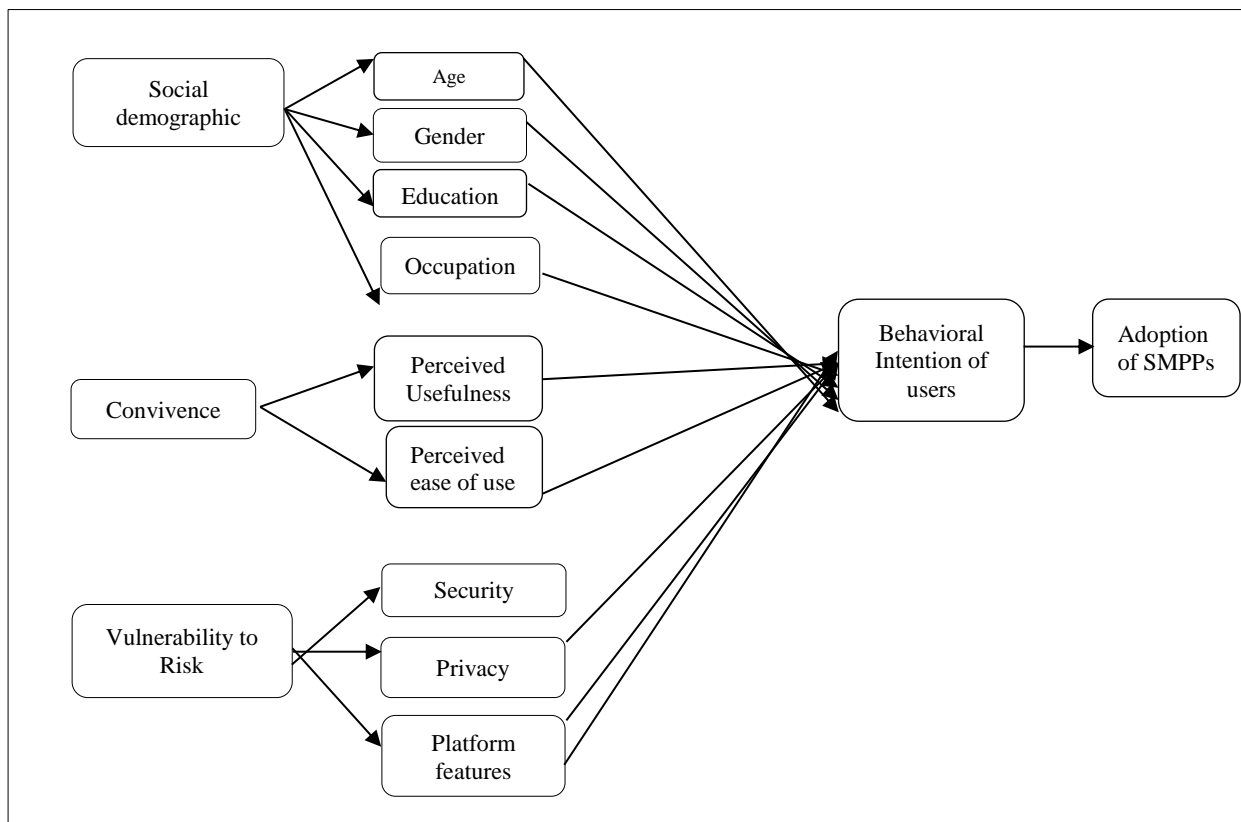 Social
demographic
Age
Gender
Education
Occupation
Convivence
Perceived
Usefulness
Perceived
ease of use
Vulnerability to
Risk
Security
Privacy
Platform
features
Behavioral
Intention of
users
Adoption
of SMPPs